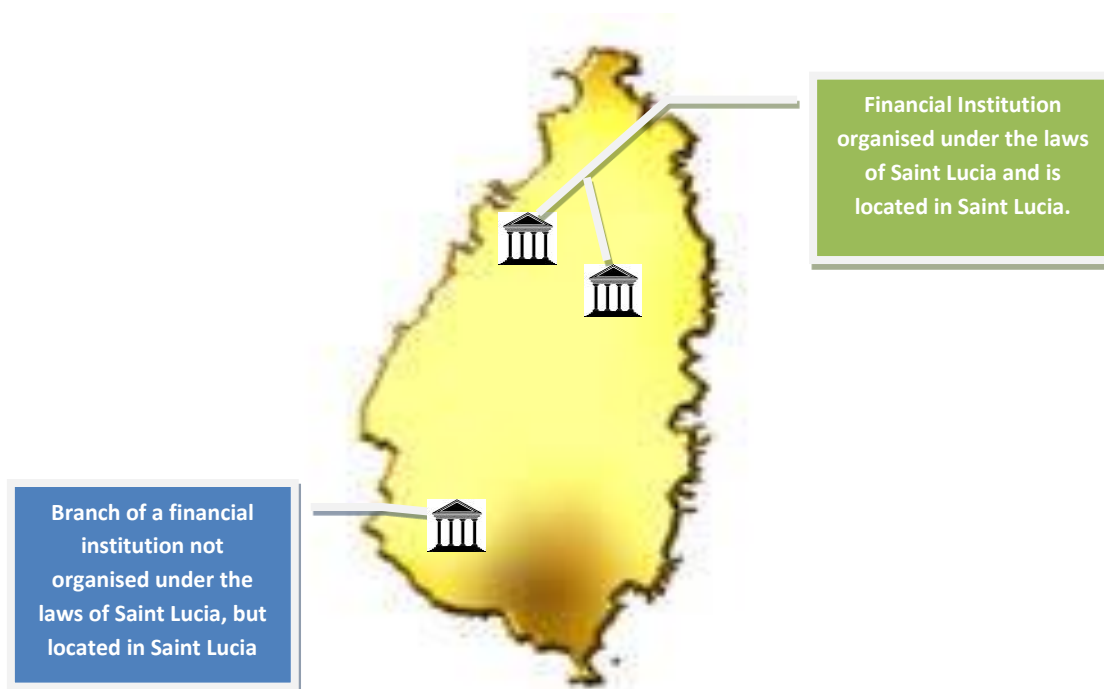 Financial Institution
organised under the laws
of Saint Lucia and is
located in Saint Lucia.
Branch of a financial
institution not
organised under the
laws of Saint Lucia, but
located in Saint Lucia